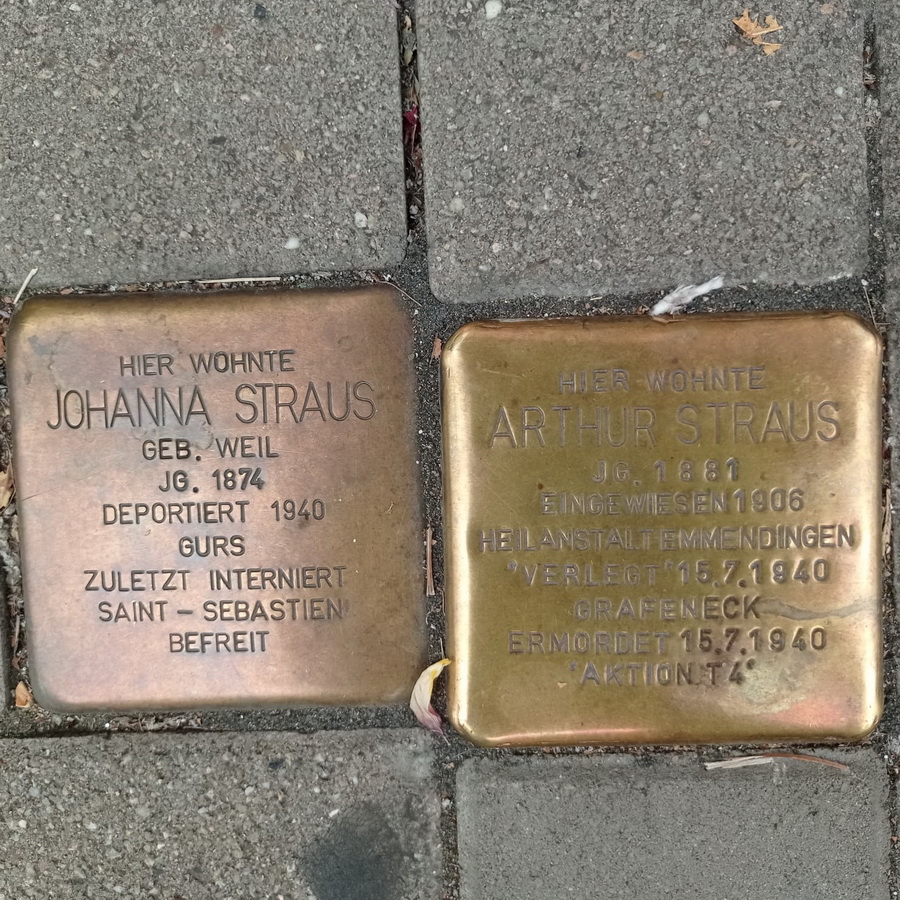 HIER WOHNTE
JOHANNA STRAUS
GEB. WEIL
JG. 1874
DEPORTIERT 1940
GURS
ZULETZT INTERNIERT
SAINT – SEBASTIEN
BEFREIT
HIER WOHNTE
ARTHUR STRAUS
JG. 1881
EINGEWIESEN 1906
HEILANSTALT EMMENDINGEN
"VERLEGT" 15.7.1940
GRAFENECK
ERMORDET 15.7.1940
"AKTION T4"